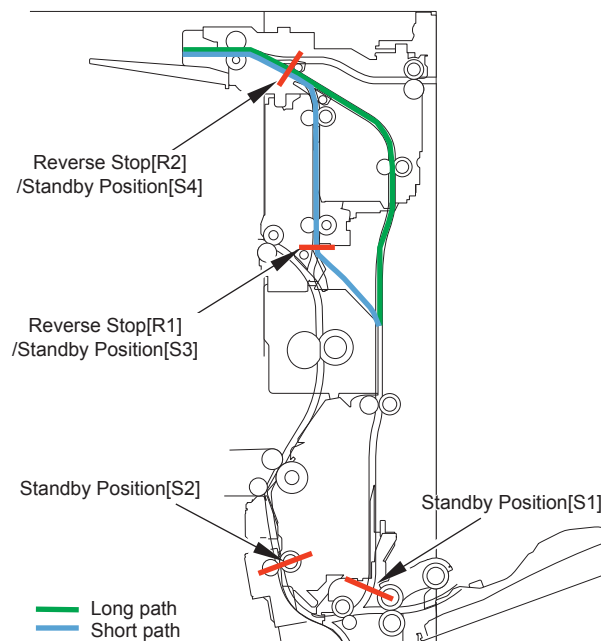 Reverse Stop[R2]
/Standby Position[S4]
Reverse Stop[R1]
/Standby Position[S3]
Standby Position[S2]
Standby Position[S1]
Long path
Short path